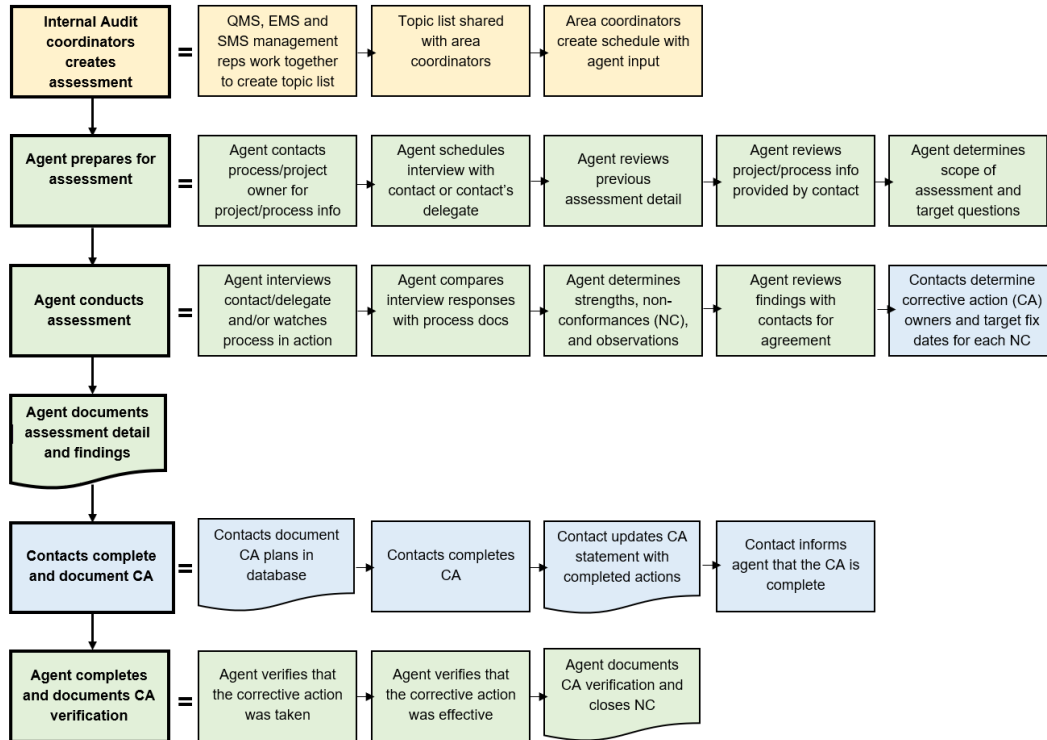 Internal Audit
coordinators
creates
assessment
=
QMS, EMS and
SMS management
reps work together
to create topic list
Topic list shared
with area
coordinators
Area coordinators
create schedule with
agent input
Agent prepares for
assessment
=
Agent contacts
process/project
owner for
project/process info
Agent schedules
interview with
contact or contact's
delegate
Agent reviews
previous
assessment detail
Agent reviews
project/process info
provided by contact
Agent determines
scope of
assessment and
target questions
Agent conducts
assessment
=
Agent interviews
contact/delegate
and/or watches
process in action
Agent compares
interview responses
with process docs
Agent determines
strengths, non-
conformances (NC),
and observations
Agent reviews
findings with
contacts for
agreement
Contacts determine
corrective action (CA)
owners and target fix
dates for each NC
Agent documents
assessment detail
and findings
Contacts complete
and document CA
=
Contacts document
CA plans in
database
Contacts completes
CA
Contact updates CA
statement with
completed actions
Contact informs
agent that the CA is
complete
Agent completes
and documents CA
verification
=
Agent verifies that
the corrective action
was taken
Agent verifies that
the corrective action
was effective
Agent documents
CA verification and
closes NC